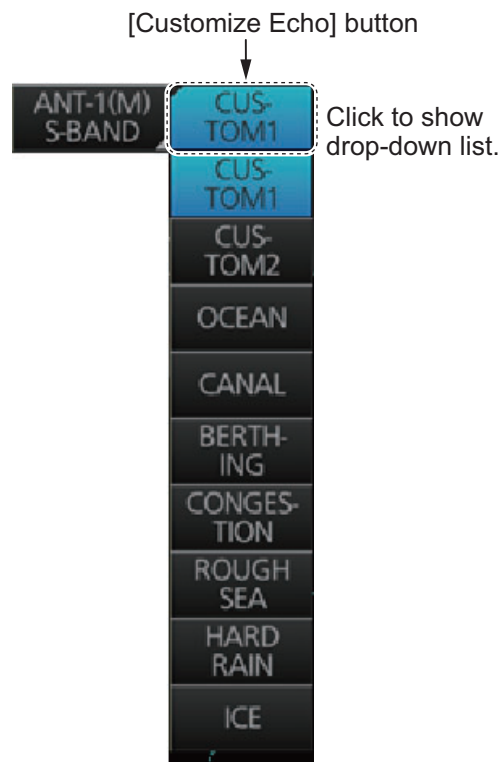 [Customize Echo] button
ANT-1(M)
S-BAND
CUS-
TOM1
Click to show
drop-down list.
CUS-
TOM1
CUS-
TOM2
OCEAN
CANAL
BERTH-
ING
CONGES-
TION
ROUGH
SEA
HARD
RAIN
ICE